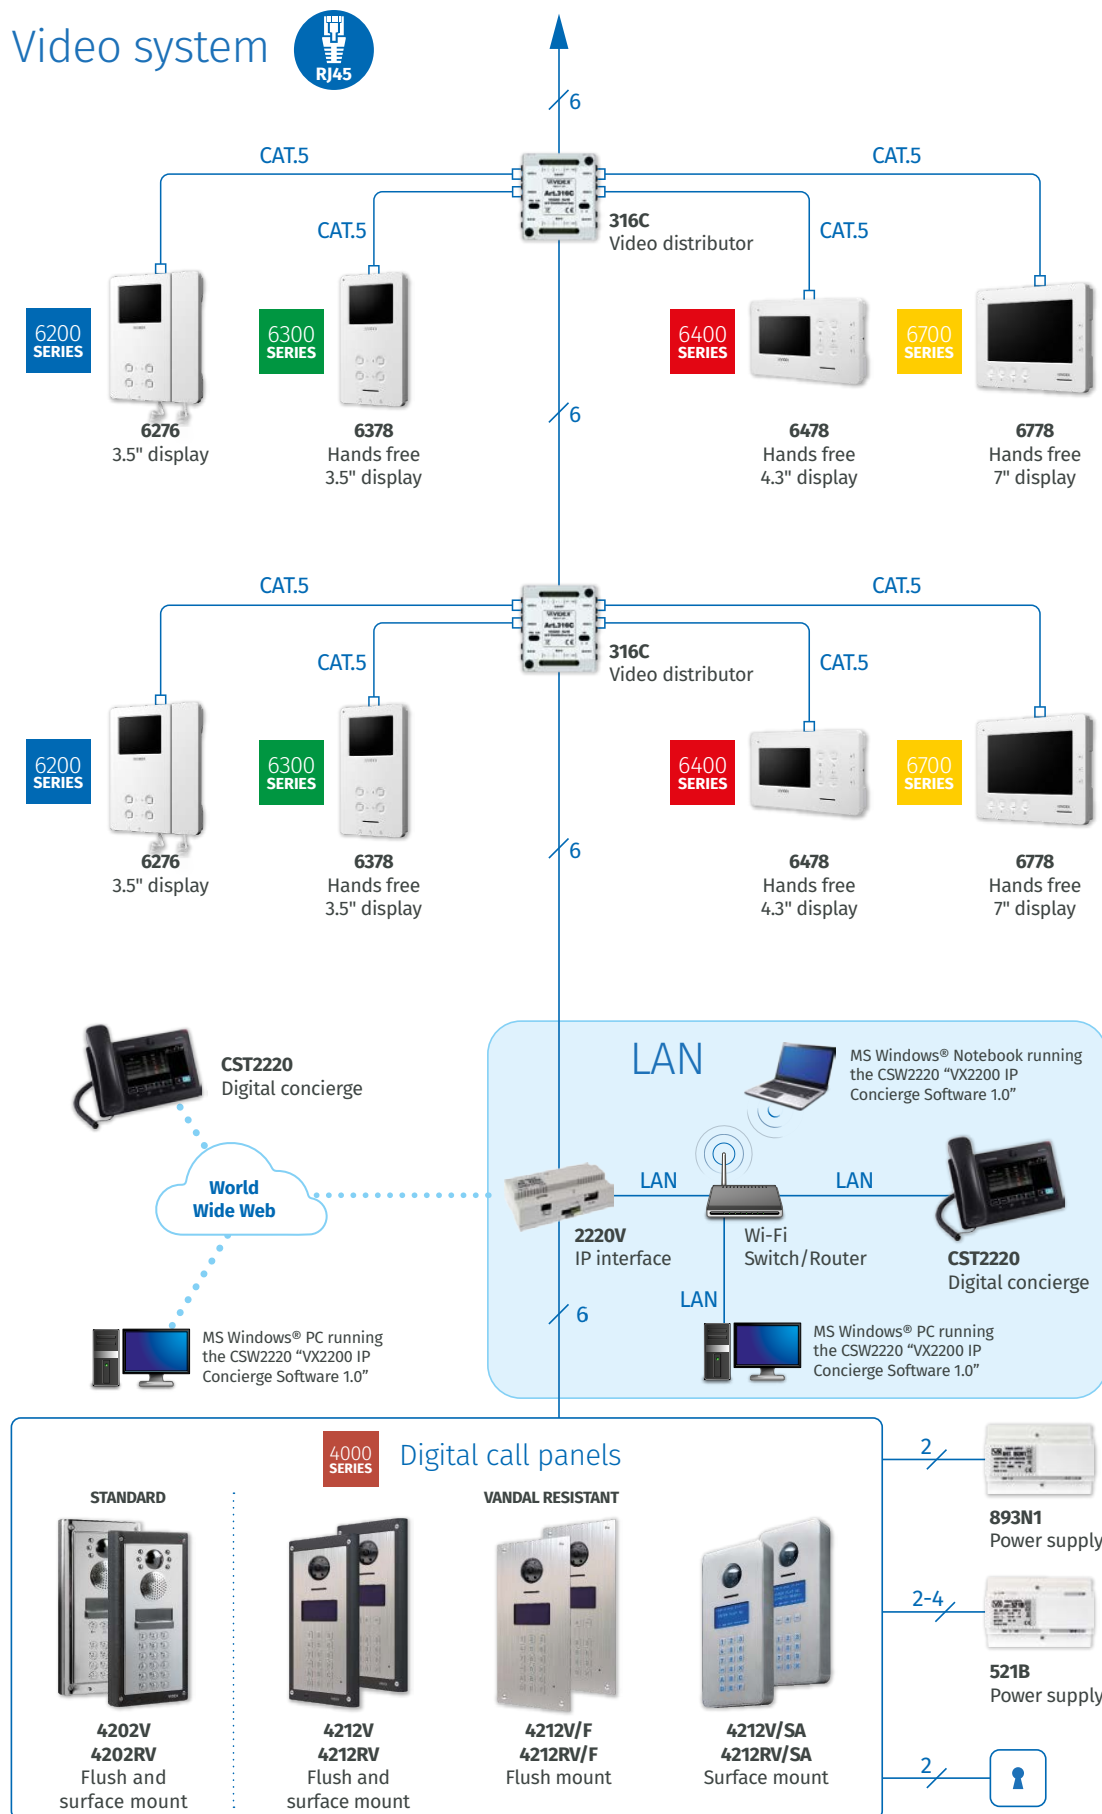 Video system
RJ45
6
CAT.5
CAT.5
VIDEX
Art.316C
316C
Video distributor
CAT.5
CAT.5
6200
SERIES
6300
SERIES
6400
SERIES
6700
SERIES
6276
3.5" display
6378
Hands free
3.5" display
6
6478
Hands free
4.3" display
6778
Hands free
7" display
CAT.5
CAT.5
VIDEX
Art.316C
316C
Video distributor
CAT.5
CAT.5
6200
SERIES
6300
SERIES
6400
SERIES
6700
SERIES
6276
3.5" display
6378
Hands free
3.5" display
6
6478
Hands free
4.3" display
6778
Hands free
7" display
CST2220
Digital concierge
LAN
MS Windows® Notebook running
the CSW2220 “VX2200 IP
Concierge Software 1.0”
World
Wide Web
LAN
LAN
2220V
IP interface
Wi-Fi
Switch/Router
CST2220
Digital concierge
LAN
6
MS Windows® PC running
the CSW2220 “VX2200 IP
Concierge Software 1.0”
MS Windows® PC running
the CSW2220 “VX2200 IP
Concierge Software 1.0”
4000
SERIES
Digital call panels
STANDARD
VANDAL RESISTANT
2
893N1
Power supply
2-4
521B
Power supply
4202V
4202RV
Flush and
surface mount
4212V
4212RV
Flush and
surface mount
4212V/F
4212RV/F
Flush mount
4212V/SA
4212RV/SA
Surface mount
2